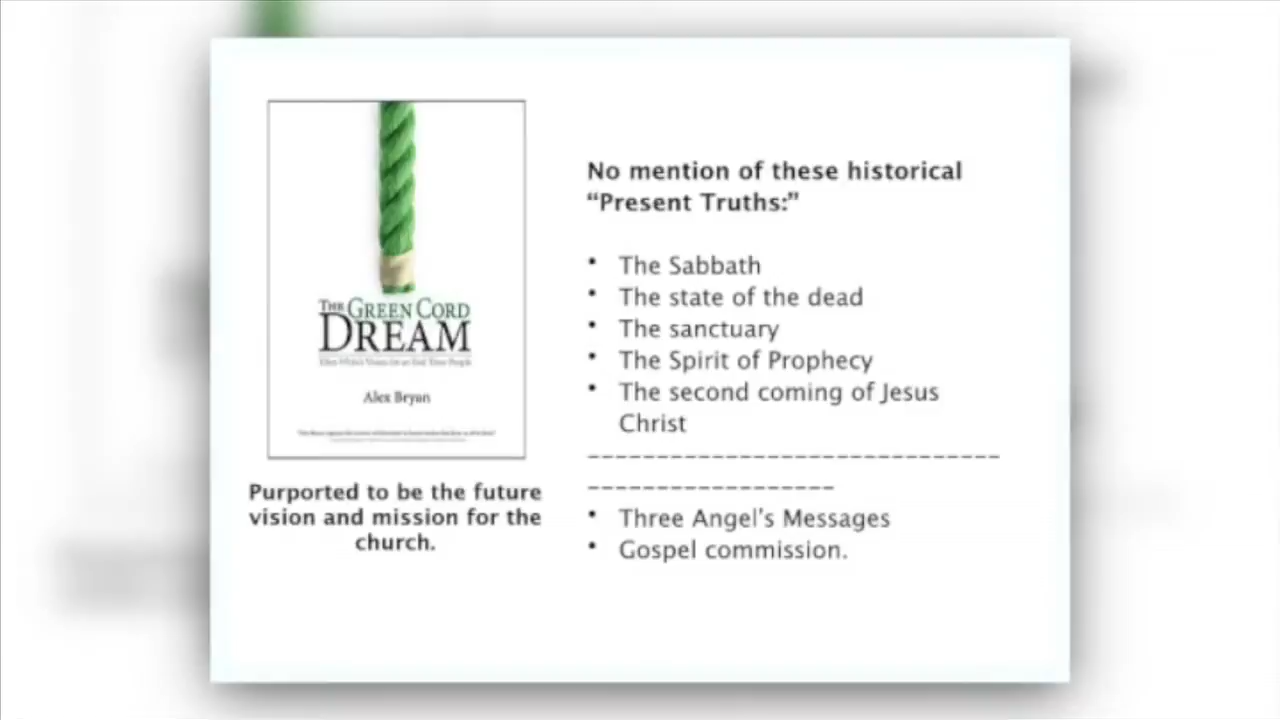 THE GREEN CORD
DREAM
Alex Bryan
Purported to be the future
vision and mission for the
church.
No mention of these historical
“Present Truths:”
• The Sabbath
• The state of the dead
• The sanctuary
• The Spirit of Prophecy
• The second coming of Jesus
Christ
------------------------------
------------------
• Three Angel's Messages
• Gospel commission.